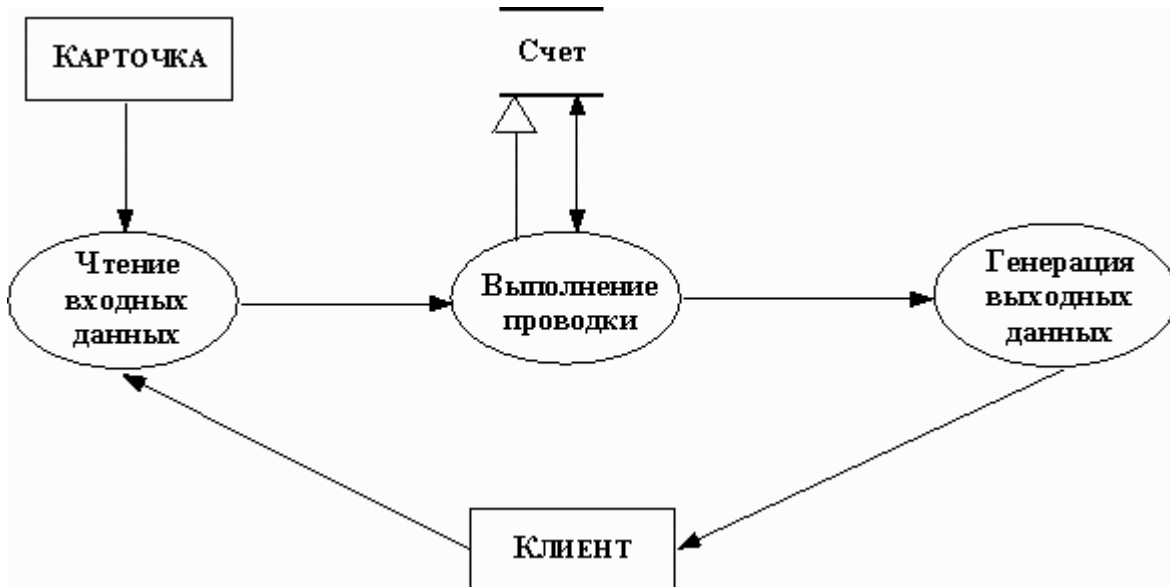 КАРТОЧКА
Счет
Чтение
входных
данных
Выполнение
проводки
Генерация
выходных
данных
КЛИЕНТ